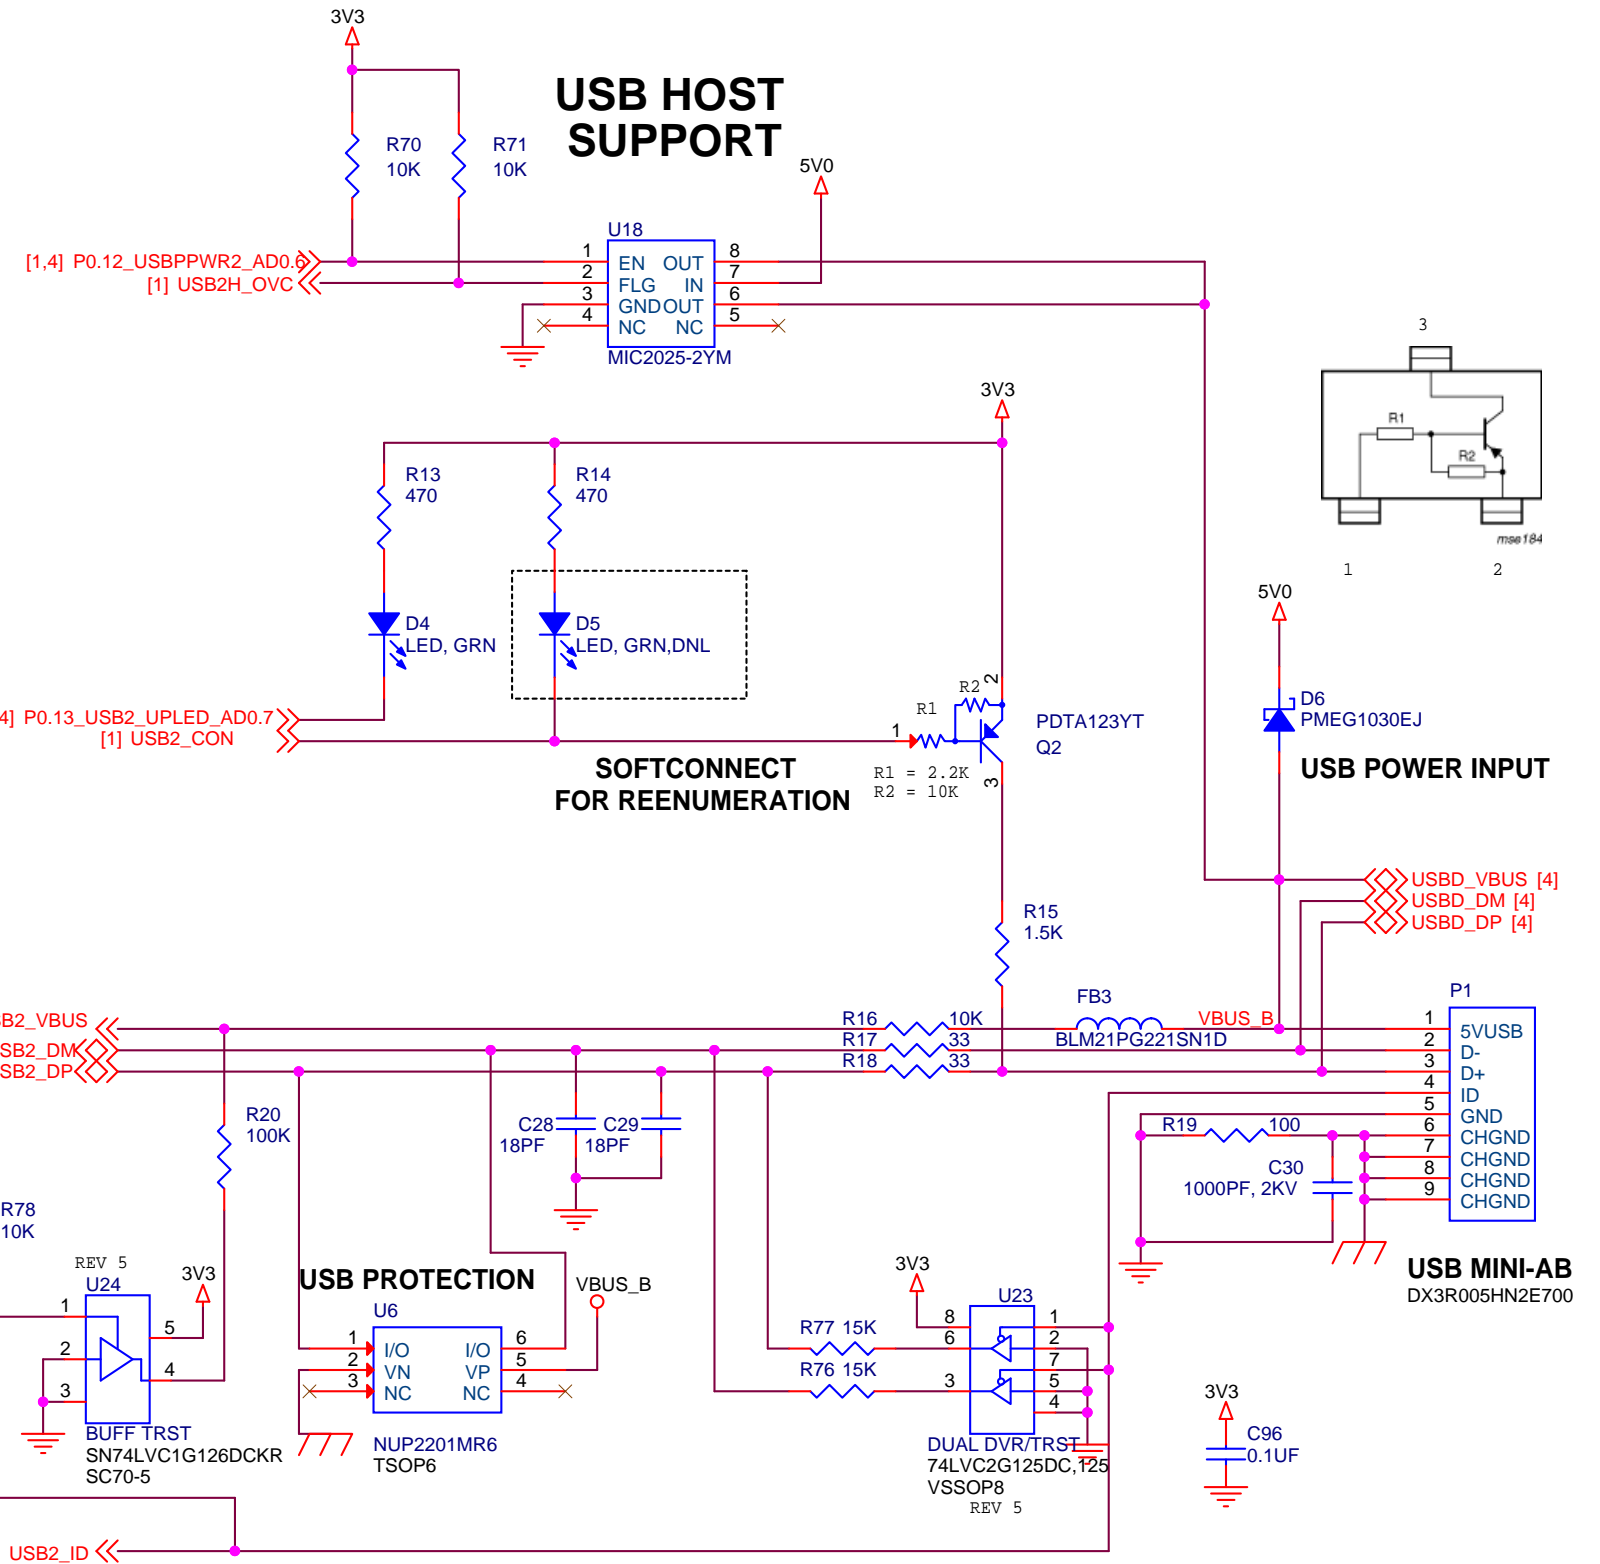 3V3
USB HOST
SUPPORT
R70
10K
R71
10K
5V0
U18
[1,4] P0.12_USBPPWR2_AD0.6
[1] USB2H_OVC
1 EN OUT 8
2 FLG IN 7
3 GND OUT 6
4 NC NC 5
MIC2025-2YM
3
R1
R2
mse184
1 2
3V3
R13
470
R14
470
D4
LED, GRN
D5
LED, GRN,DNL
5V0
D6
PMEG1030EJ
4] P0.13_USB2_UPLED_AD0.7
[1] USB2_CON
R2
2
R1
1
3
PDTA123YT
Q2
R1 = 2.2K
R2 = 10K
SOFTCONNECT
FOR REENUMERATION
USB POWER INPUT
USBD_VBUS [4]
USBD_DM [4]
USBD_DP [4]
R15
1.5K
FB3
BLM21PG221SN1D
VBUS_B
P1
B2_VBUS
SB2_DM
SB2_DP
R16 10K
R17 33
R18 33
1 5VUSB
2 D-
3 D+
4 ID
5 GND
6 CHGND
7 CHGND
8 CHGND
9 CHGND
R20
100K
C28
18PF
C29
18PF
R19 100
C30
1000PF, 2KV
R78
10K
REV 5
U24
3V3
1
2
3
5
4
BUFF TRST
SN74LVC1G126DCKR
SC70-5
USB PROTECTION
VBUS_B
U6
1 I/O I/O 6
2 VN VP 5
3 NC NC 4
NUP2201MR6
TSOP6
3V3
U23
R77 15K
R76 15K
8 1
6 2
7
3 5
4
DUAL DVR/TRST
74LVC2G125DC,125
VSSOP8
REV 5
USB MINI-AB
DX3R005HN2E700
3V3
C96
0.1UF
USB2_ID